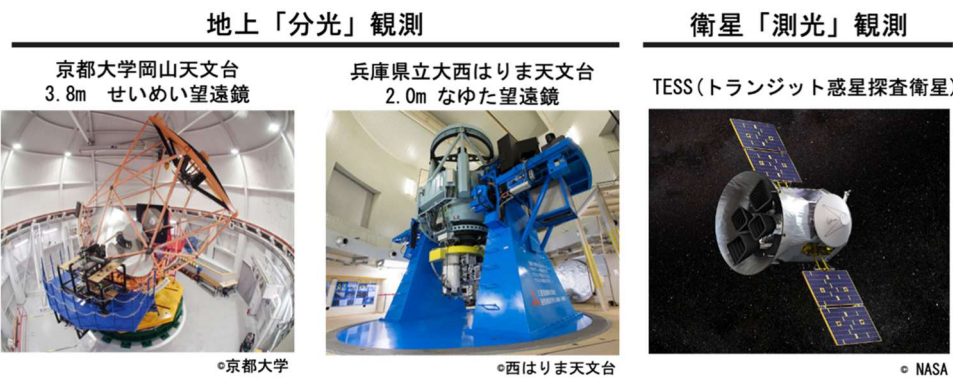 地上「分光」観測
衛星「測光」観測
京都大学岡山天文台
3.8m せいめい望遠鏡
兵庫県立大西はりま天文台
2.0m なゆた望遠鏡
TESS(トランジット惑星探査衛星)
©京都大学
©西はりま天文台
© NASA